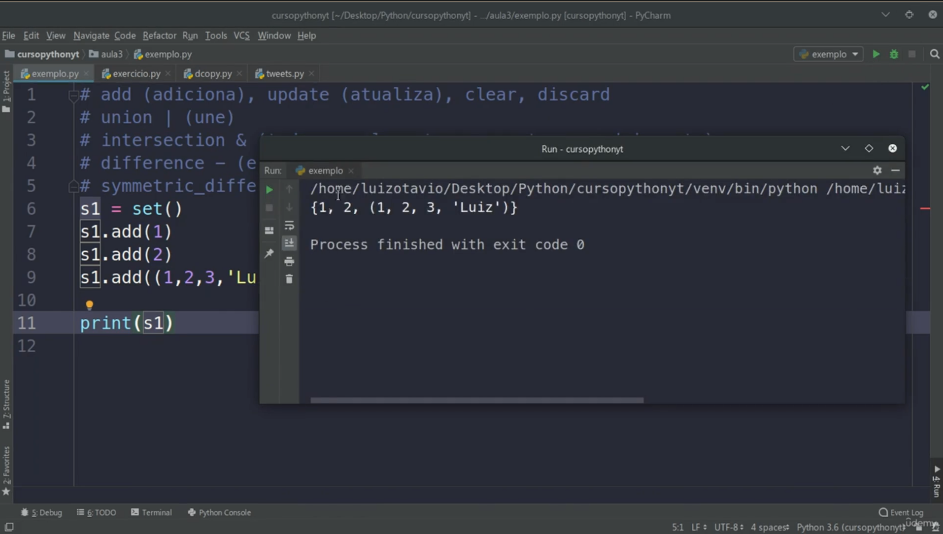 cursopythonyt [~/Desktop/Python/cursopythonyt] - .../aula3/exemplo.py [cursopythonyt] - PyCharm
File Edit View Navigate Code Refactor Run Tools VCS Window Help
cursopythonyt aula3 exemplo.py exemplo
exemplo.py exercicio.py dcopy.py tweets.py
1: Project
1 # add (adiciona), update (atualiza), clear, discard
2 # union | (une)
3 # intersection &
4 # difference - (e
5 # symmetric_diffe
6 s1 = set()
7 s1.add(1)
8 s1.add(2)
9 s1.add((1,2,3,'Lu
10
11 print(s1)
12
Run - cursopythonyt
Run: exemplo
/home/luizotavio/Desktop/Python/cursopythonyt/venv/bin/python /home/luiz
{1, 2, (1, 2, 3, 'Luiz')}
Process finished with exit code 0
7: Structure
2: Favorites
4: Run
5: Debug 6: TODO Terminal Python Console Event Log
5:1 LF UTF-8 4 spaces Python 3.6 (cursopythonyt)
udemy